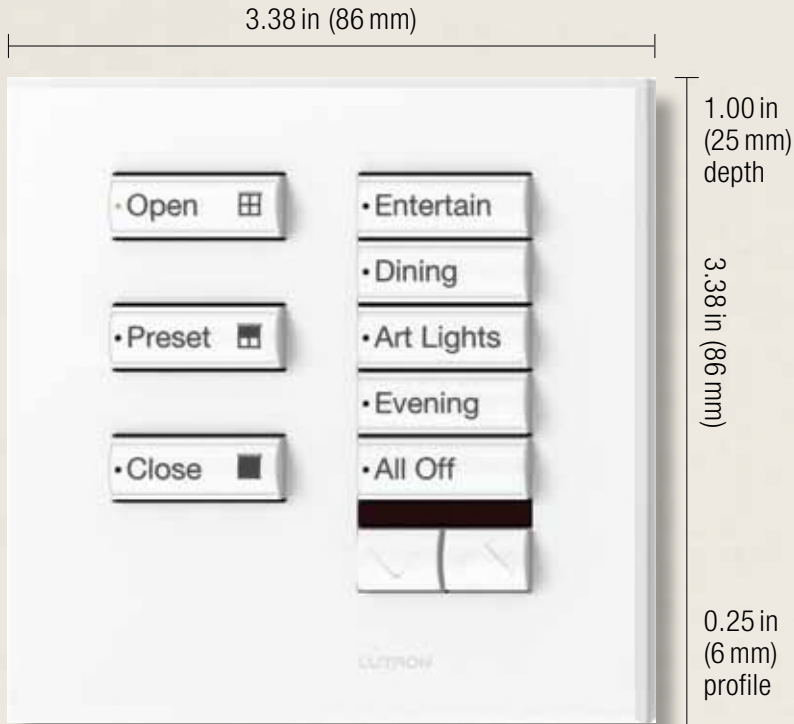 3.38 in (86 mm)
1.00 in
(25 mm)
depth
Open
Preset
Close
Entertain
Dining
Art Lights
Evening
All Off
LUTRON
3.38 in (86 mm)
0.25 in
(6 mm)
profile